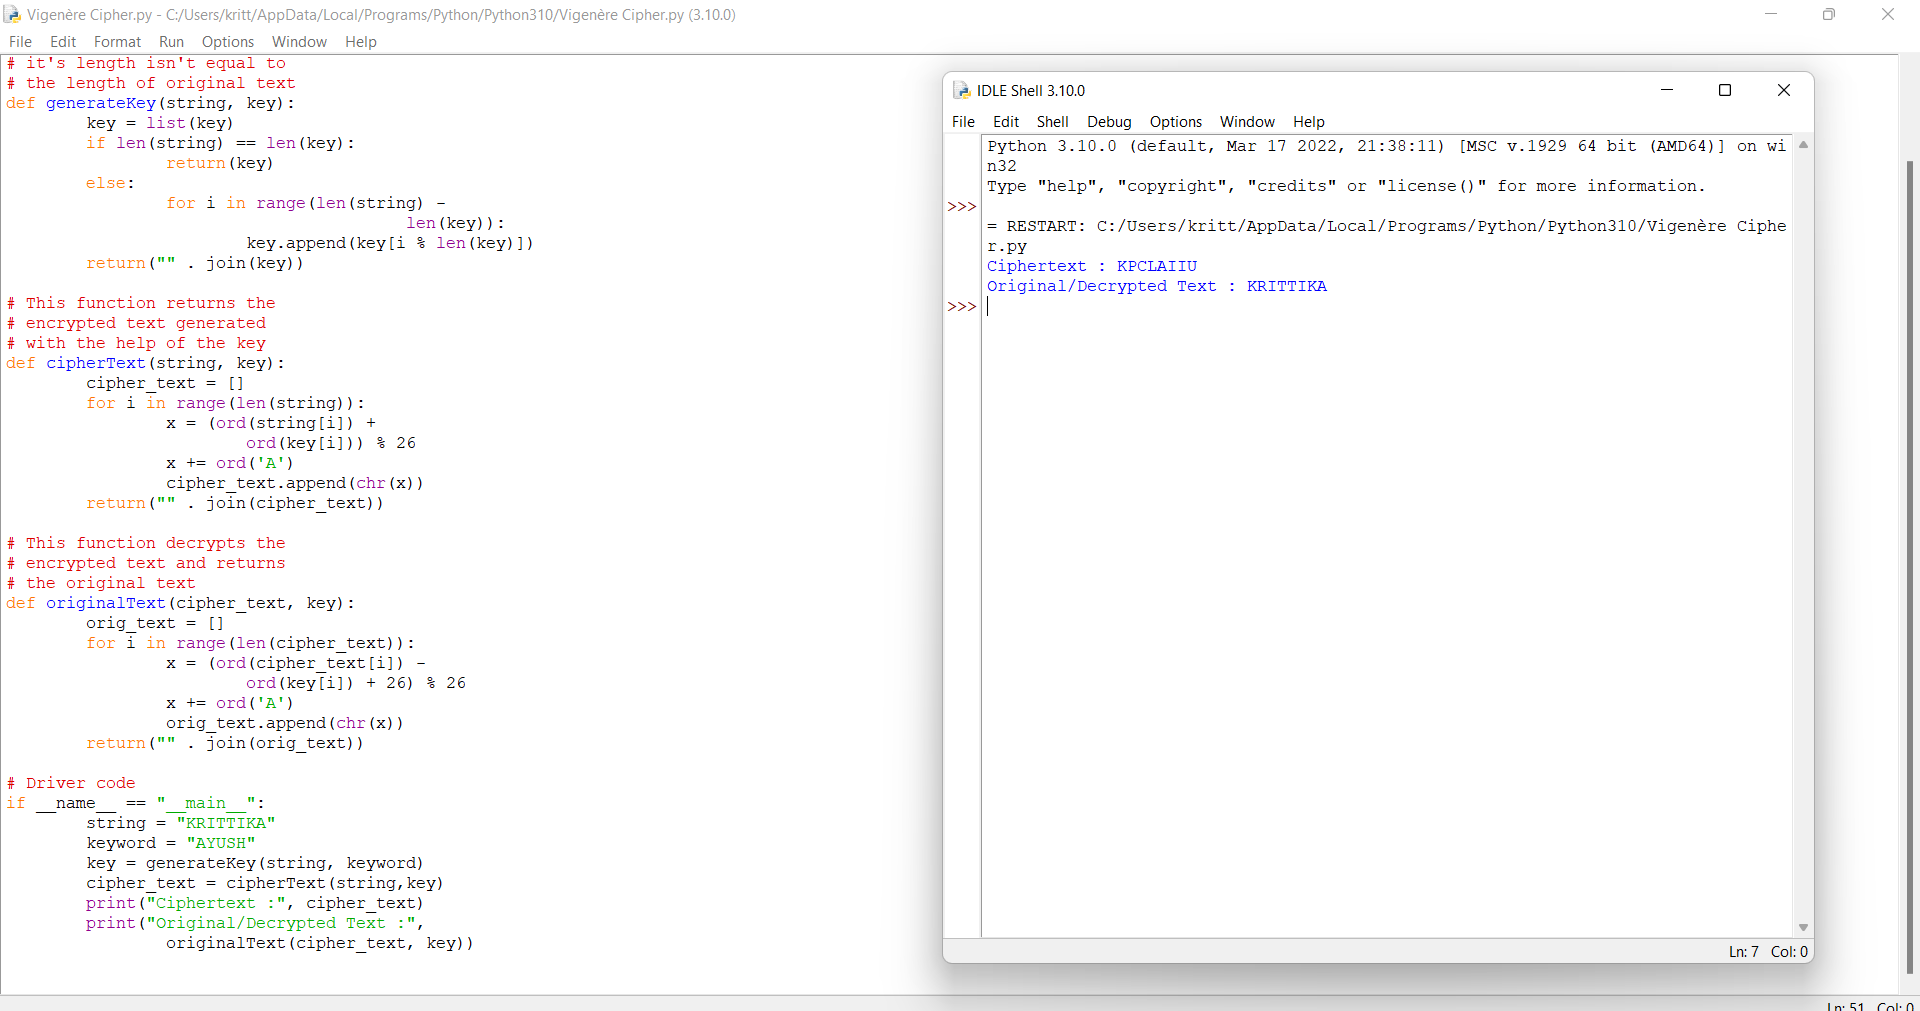 Vigenère Cipher.py - C:/Users/kritt/AppData/Local/Programs/Python/Python310/Vigenère Cipher.py (3.10.0)
File Edit Format Run Options Window Help
# it's length isn't equal to
# the length of original text
def generateKey(string, key):
        key = list(key)
        if len(string) == len(key):
                return(key)
        else:
                for i in range(len(string) -
                                        len(key)):
                        key.append(key[i % len(key)])
        return("" . join(key))

# This function returns the
# encrypted text generated
# with the help of the key
def cipherText(string, key):
        cipher_text = []
        for i in range(len(string)):
                x = (ord(string[i]) +
                        ord(key[i])) % 26
                x += ord('A')
                cipher_text.append(chr(x))
        return("" . join(cipher_text))

# This function decrypts the
# encrypted text and returns
# the original text
def originalText(cipher_text, key):
        orig_text = []
        for i in range(len(cipher_text)):
                x = (ord(cipher_text[i]) -
                        ord(key[i]) + 26) % 26
                x += ord('A')
                orig_text.append(chr(x))
        return("" . join(orig_text))

# Driver code
if __name__ == "__main__":
        string = "KRITTIKA"
        keyword = "AYUSH"
        key = generateKey(string, keyword)
        cipher_text = cipherText(string,key)
        print("Ciphertext :", cipher_text)
        print("Original/Decrypted Text :",
                originalText(cipher_text, key))
Ln: 51 Col: 0
IDLE Shell 3.10.0
File Edit Shell Debug Options Window Help
Python 3.10.0 (default, Mar 17 2022, 21:38:11) [MSC v.1929 64 bit (AMD64)] on wi
n32
Type "help", "copyright", "credits" or "license()" for more information.
>>>
= RESTART: C:/Users/kritt/AppData/Local/Programs/Python/Python310/Vigenère Ciphe
r.py
Ciphertext : KPCLAIIU
Original/Decrypted Text : KRITTIKA
>>>
Ln: 7 Col: 0